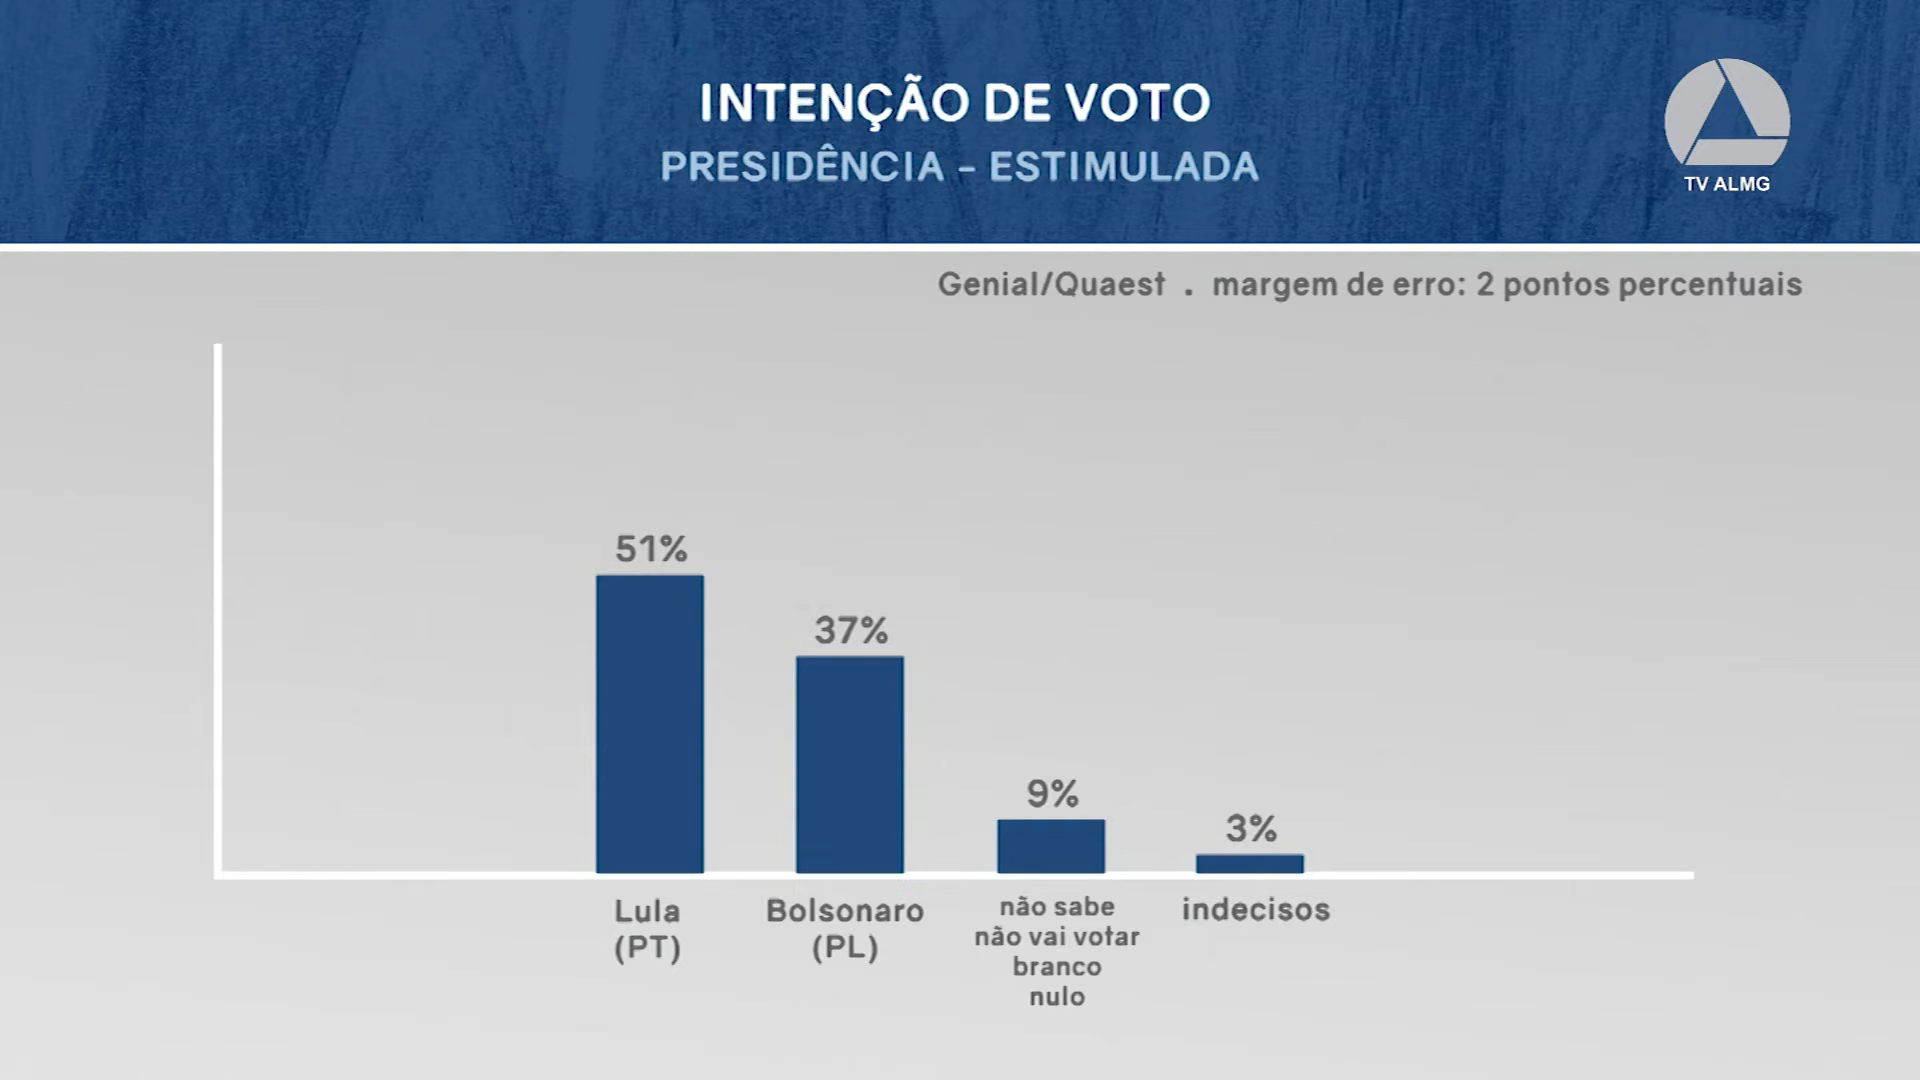 INTENÇÃO DE VOTO
PRESIDÊNCIA - ESTIMULADA
TV ALMG
Genial/Quaest . margem de erro: 2 pontos percentuais
51%
37%
9%
3%
Lula
(PT)
Bolsonaro
(PL)
não sabe
não vai votar
branco
nulo
indecisos